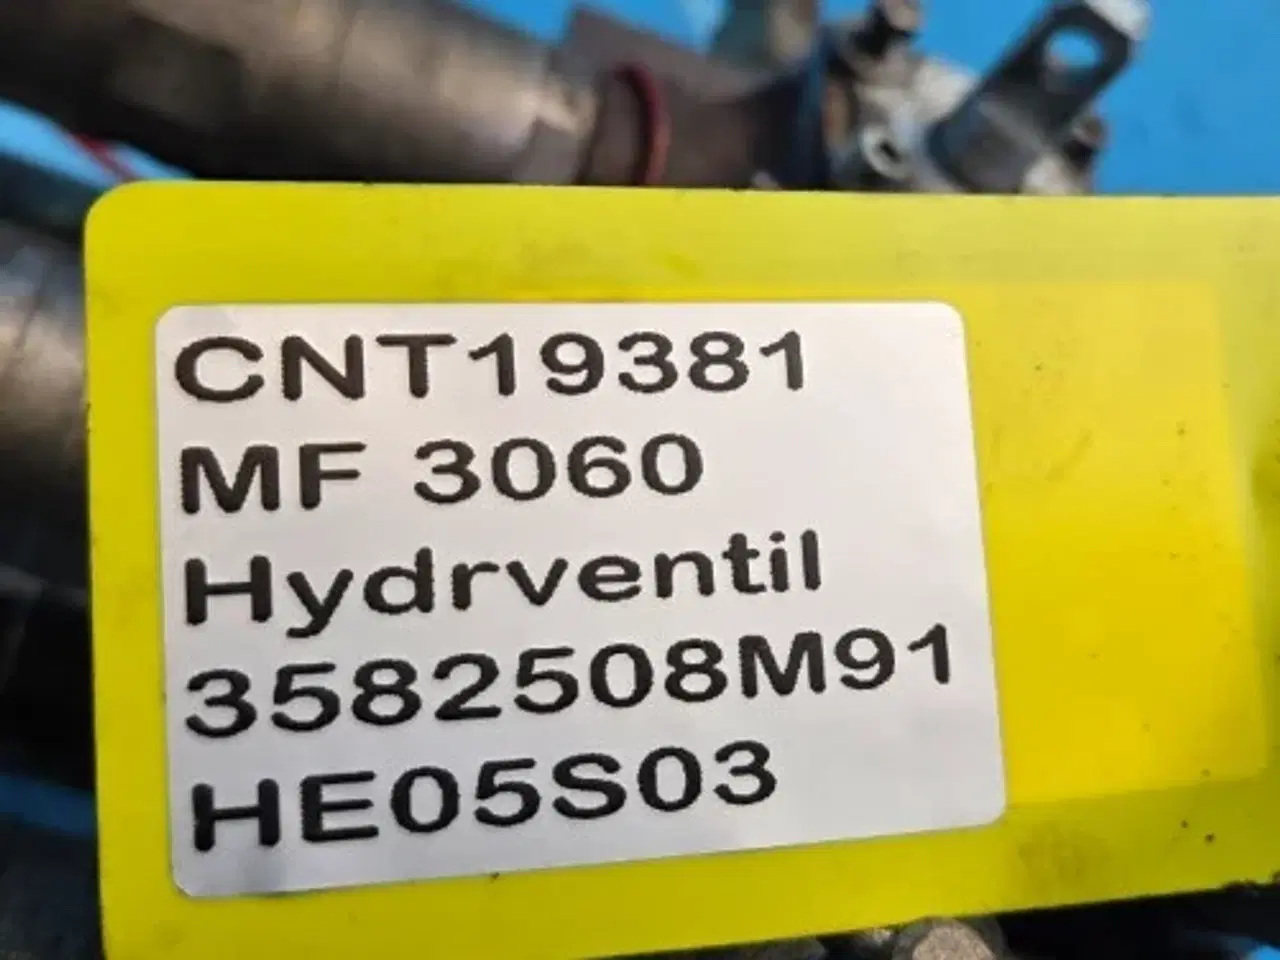 CNT19381
MF 3060
Hydrventil
3582508M91
HE05S03